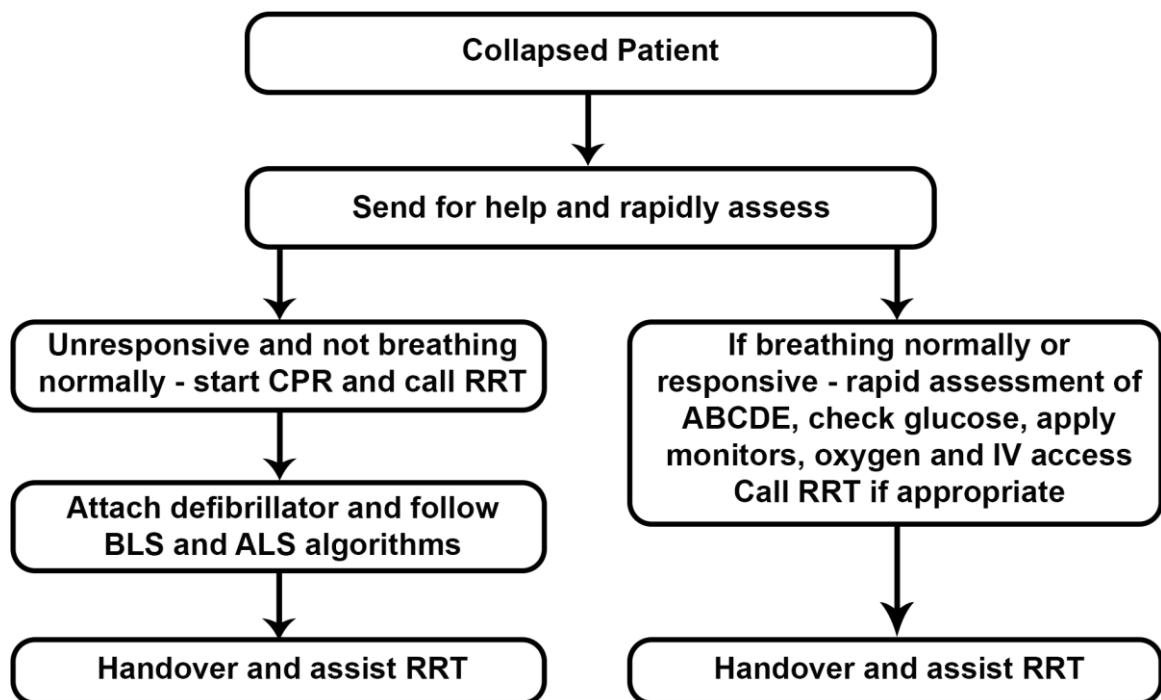 Collapsed Patient
Send for help and rapidly assess
Unresponsive and not breathing
normally - start CPR and call RRT
Attach defibrillator and follow
BLS and ALS algorithms
Handover and assist RRT
If breathing normally or
responsive - rapid assessment of
ABCDE, check glucose, apply
monitors, oxygen and IV access
Call RRT if appropriate
Handover and assist RRT